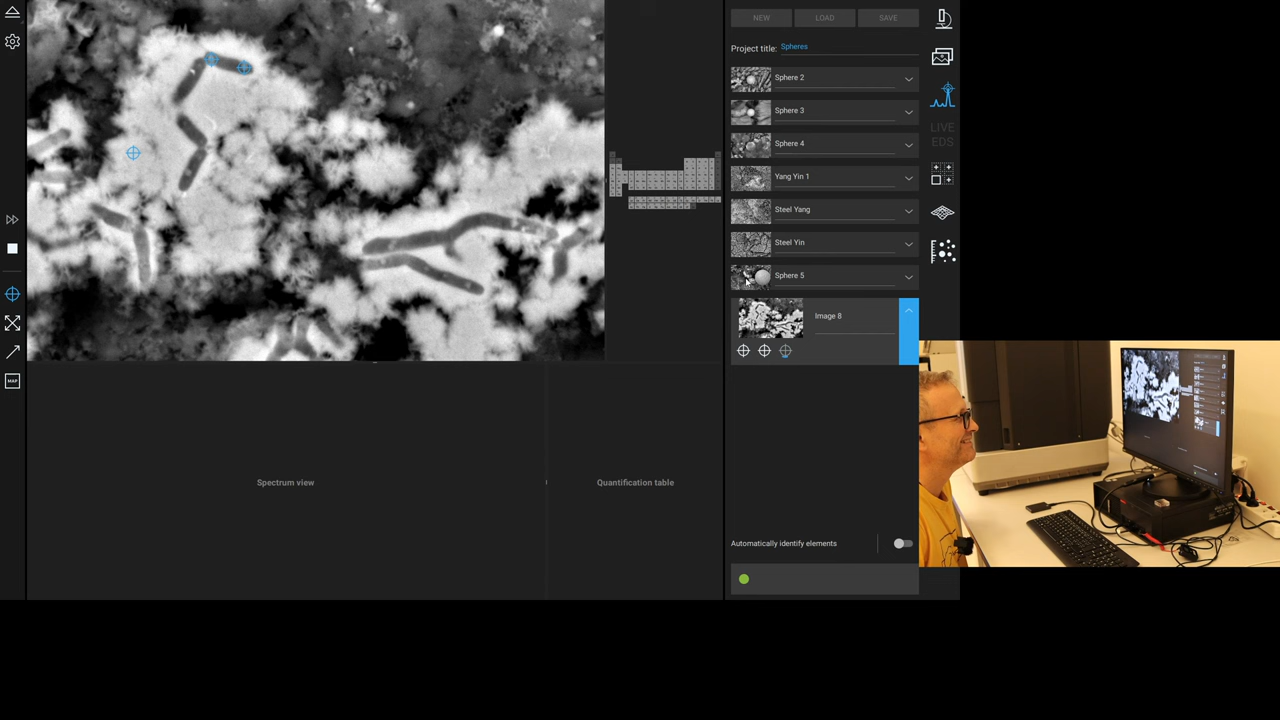 NEW LOAD SAVE
Project title: Spheres
Sphere 2
Sphere 3
Sphere 4
Yang Yin 1
Steel Yang
Steel Yin
Sphere 5
Image 8
LIVE
EDS
MAP
Spectrum view
Quantification table
Automatically identify elements